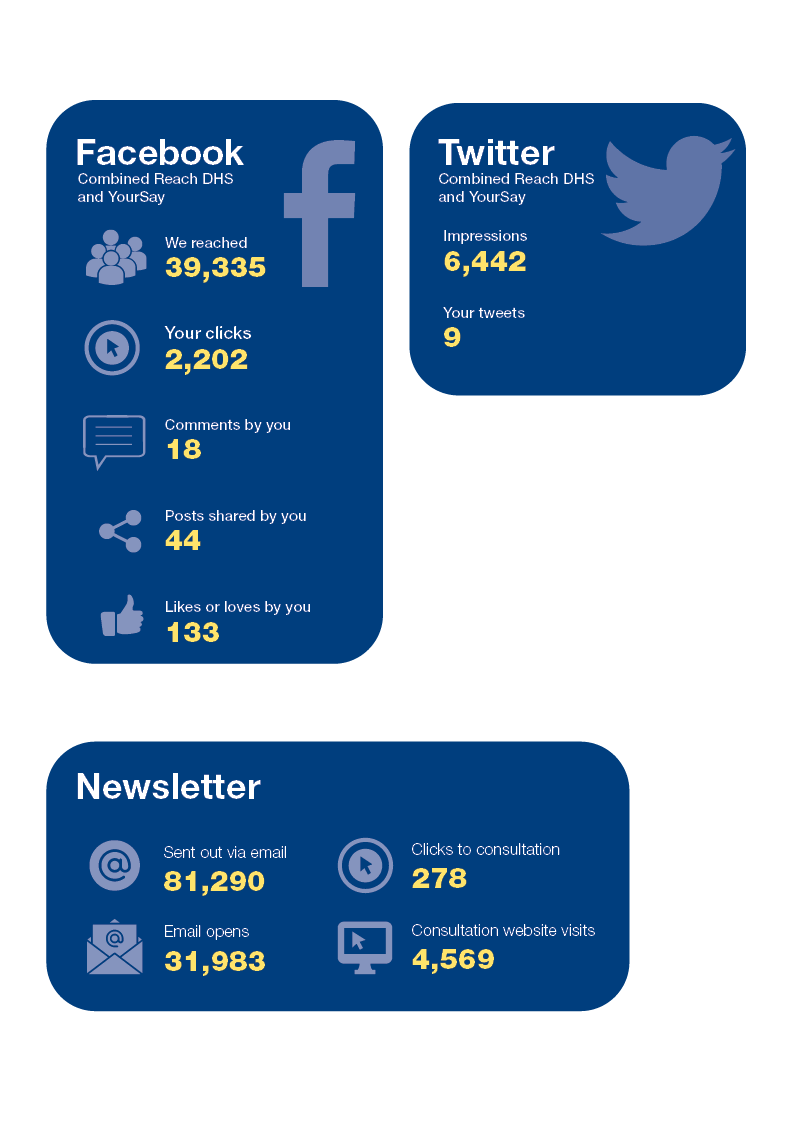 Facebook
Combined Reach DHS
and YourSay
We reached
39,335
Your clicks
2,202
Comments by you
18
Posts shared by you
44
Likes or loves by you
133
Twitter
Combined Reach DHS
and YourSay
Impressions
6,442
Your tweets
9
Newsletter
Sent out via email
81,290
Email opens
31,983
Clicks to consultation
278
Consultation website visits
4,569